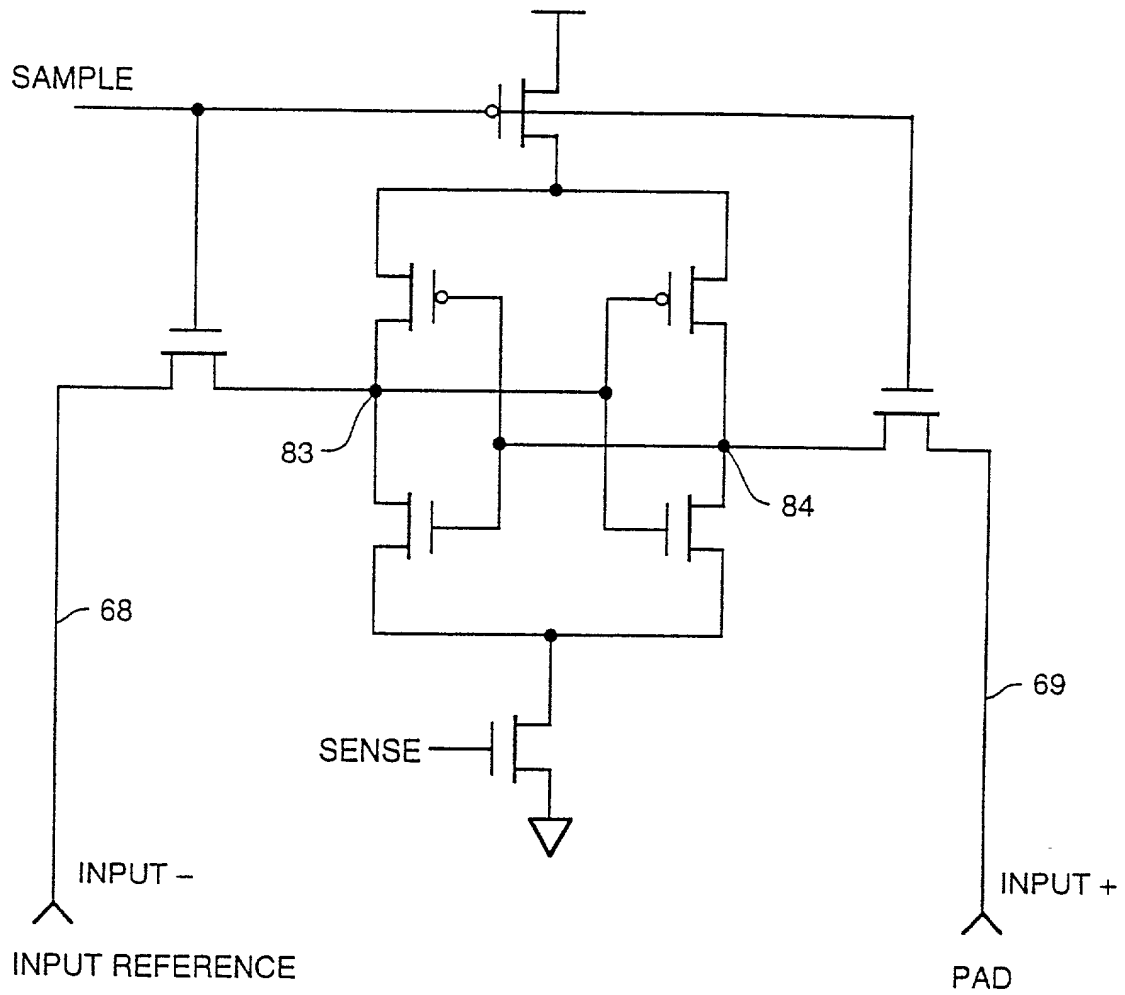 SAMPLE
83
84
68
69
SENSE
INPUT –
INPUT +
INPUT REFERENCE
PAD